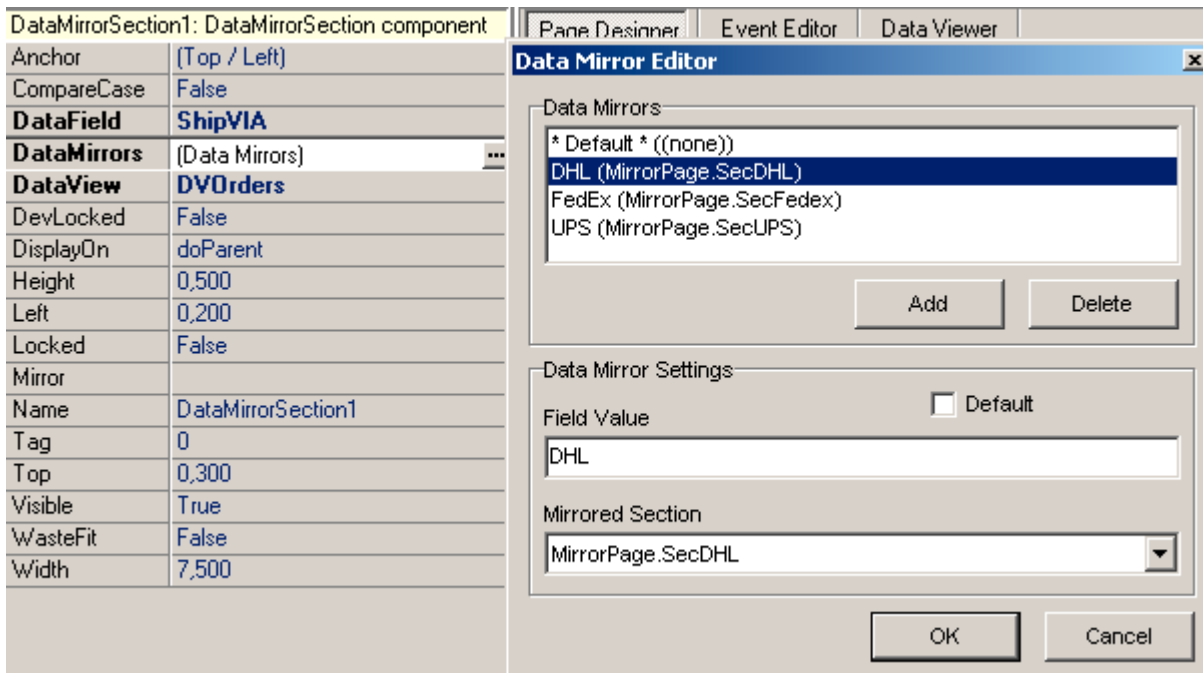 DataMirrorSection1: DataMirrorSection component
Anchor (Top / Left)
CompareCase False
DataField ShipVIA
DataMirrors (Data Mirrors) ...
DataView DVOrders
DevLocked False
DisplayOn doParent
Height 0,500
Left 0,200
Locked False
Mirror
Name DataMirrorSection1
Tag 0
Top 0,300
Visible True
WasteFit False
Width 7,500
Page Designer Event Editor Data Viewer
Data Mirror Editor
Data Mirrors
* Default * ((none))
DHL (MirrorPage.SecDHL)
FedEx (MirrorPage.SecFedex)
UPS (MirrorPage.SecUPS)
Add Delete
Data Mirror Settings
Field Value Default
DHL
Mirrored Section
MirrorPage.SecDHL
OK Cancel